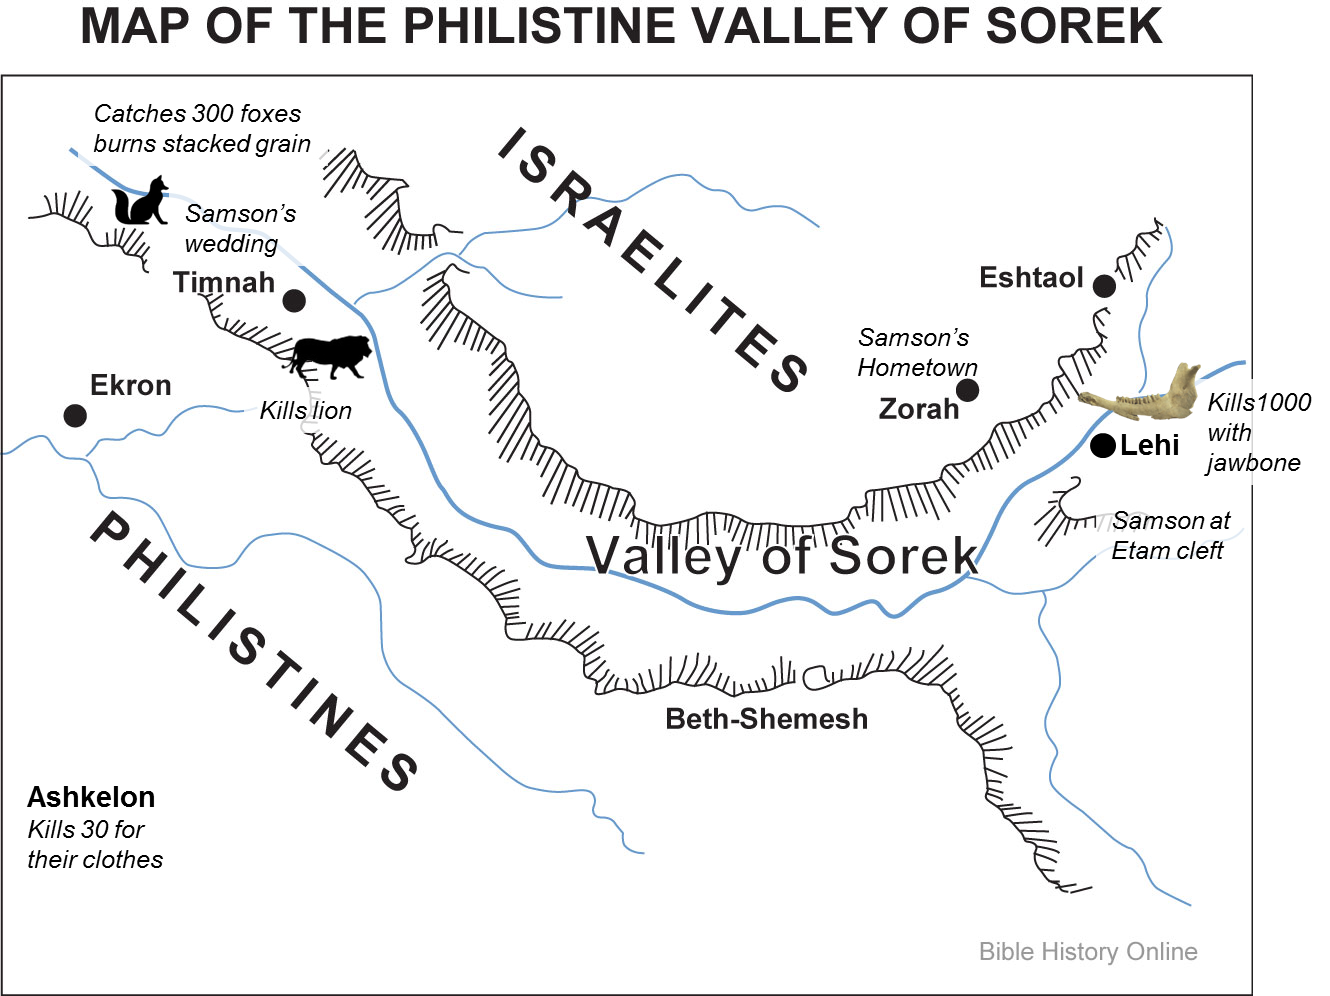 MAP OF THE PHILISTINE VALLEY OF SOREK
Catches 300 foxes
burns stacked grain
ISRAELITES
Samson's
wedding
Timnah
Eshtaol
Samson's
Hometown
Zorah
Ekron
Kills lion
Kills1000
with
jawbone
Lehi
Samson at
Etam cleft
Valley of Sorek
PHILISTINES
Beth-Shemesh
Ashkelon
Kills 30 for
their clothes
Bible History Online